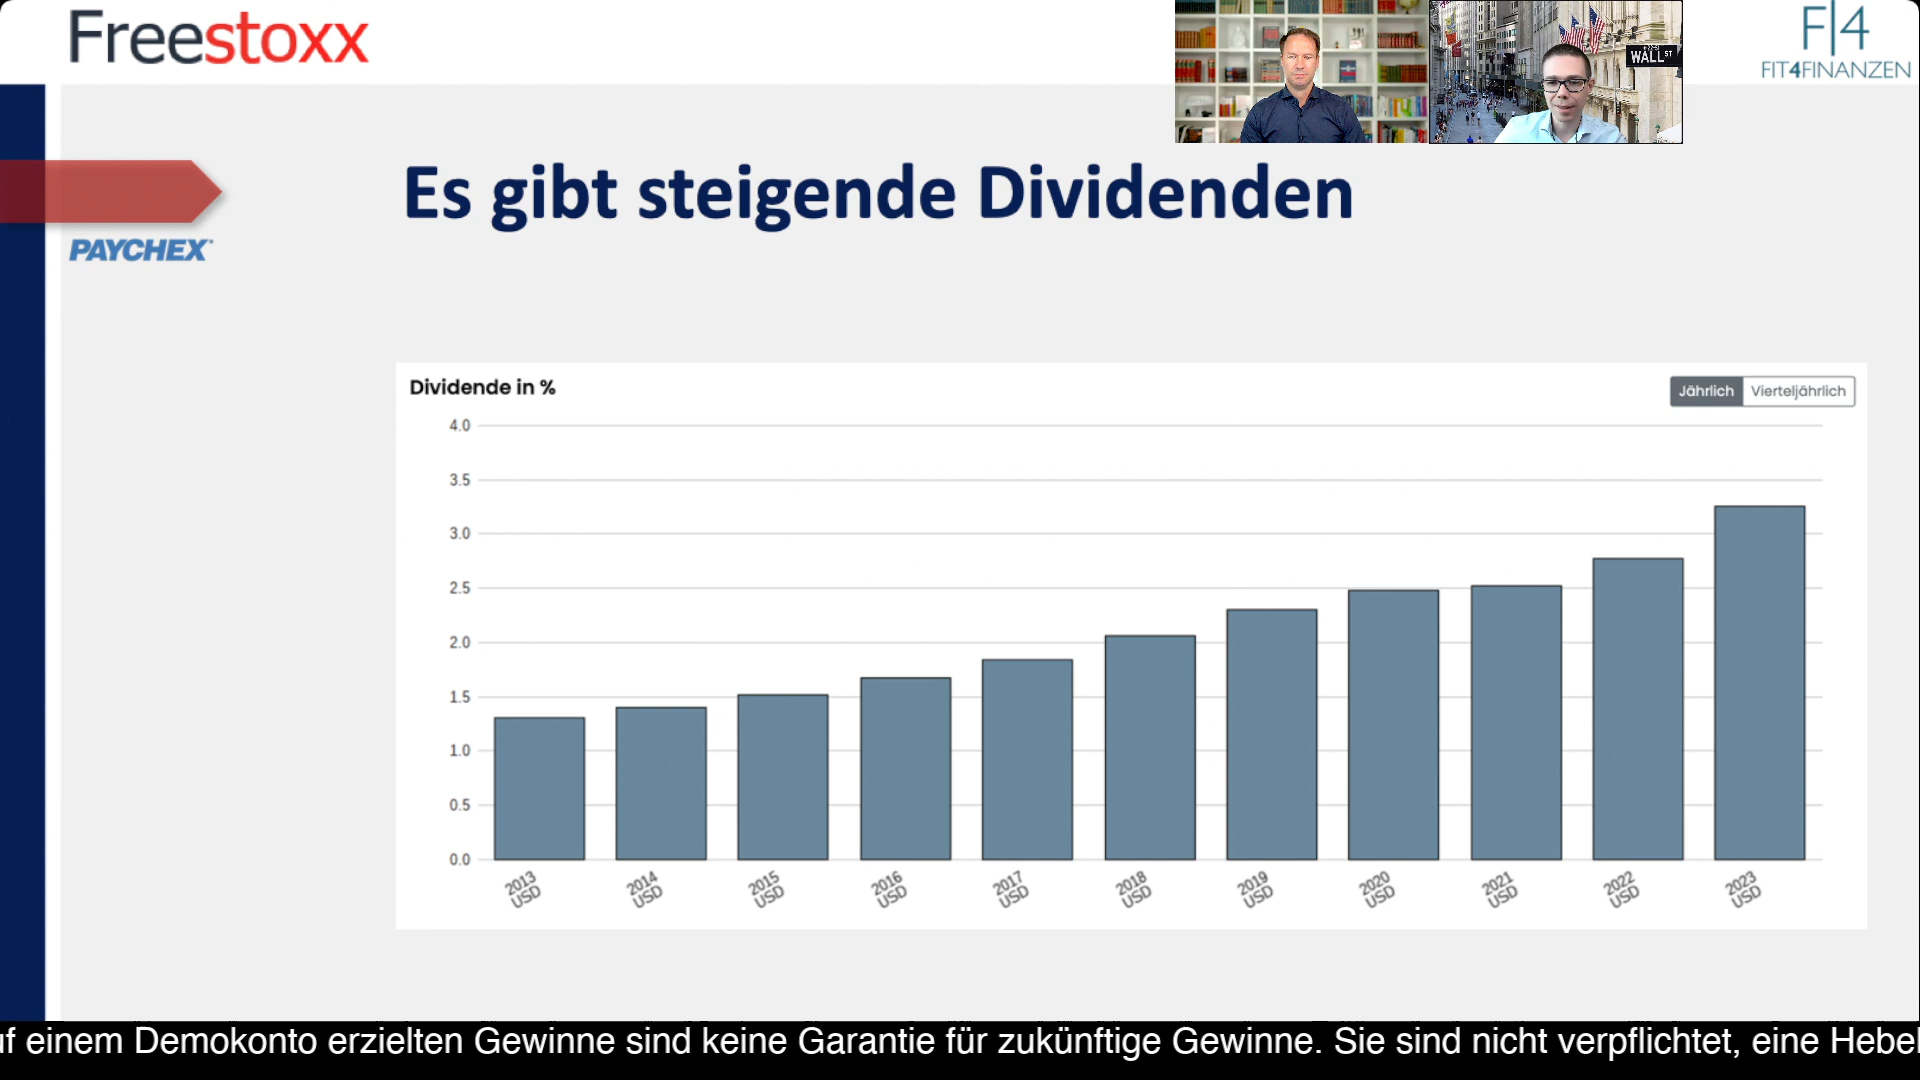 Freestoxx
WALL ST
F|4
FIT4FINANZEN
Es gibt steigende Dividenden
PAYCHEX
Dividende in %
Jährlich
Vierteljährlich
4.0
3.5
3.0
2.5
2.0
1.5
1.0
0.5
0.0
2013
USD
2014
USD
2015
USD
2016
USD
2017
USD
2018
USD
2019
USD
2020
USD
2021
USD
2022
USD
2023
USD
uf einem Demokonto erzielten Gewinne sind keine Garantie für zukünftige Gewinne. Sie sind nicht verpflichtet, eine Hebel